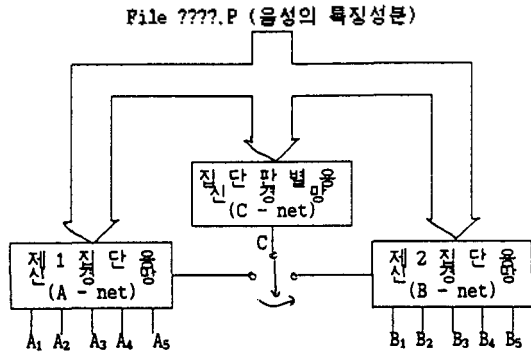 File ????.P (음성의 특징성분)
집 단 판 별 용
신 경 망
(C - net)
C
제 1 집 단 용
신 경 망
(A - net)
제 2 집 단 용
신 경 망
(B - net)
A₁ A₂ A₃ A₄ A₅
B₁ B₂ B₃ B₄ B₅